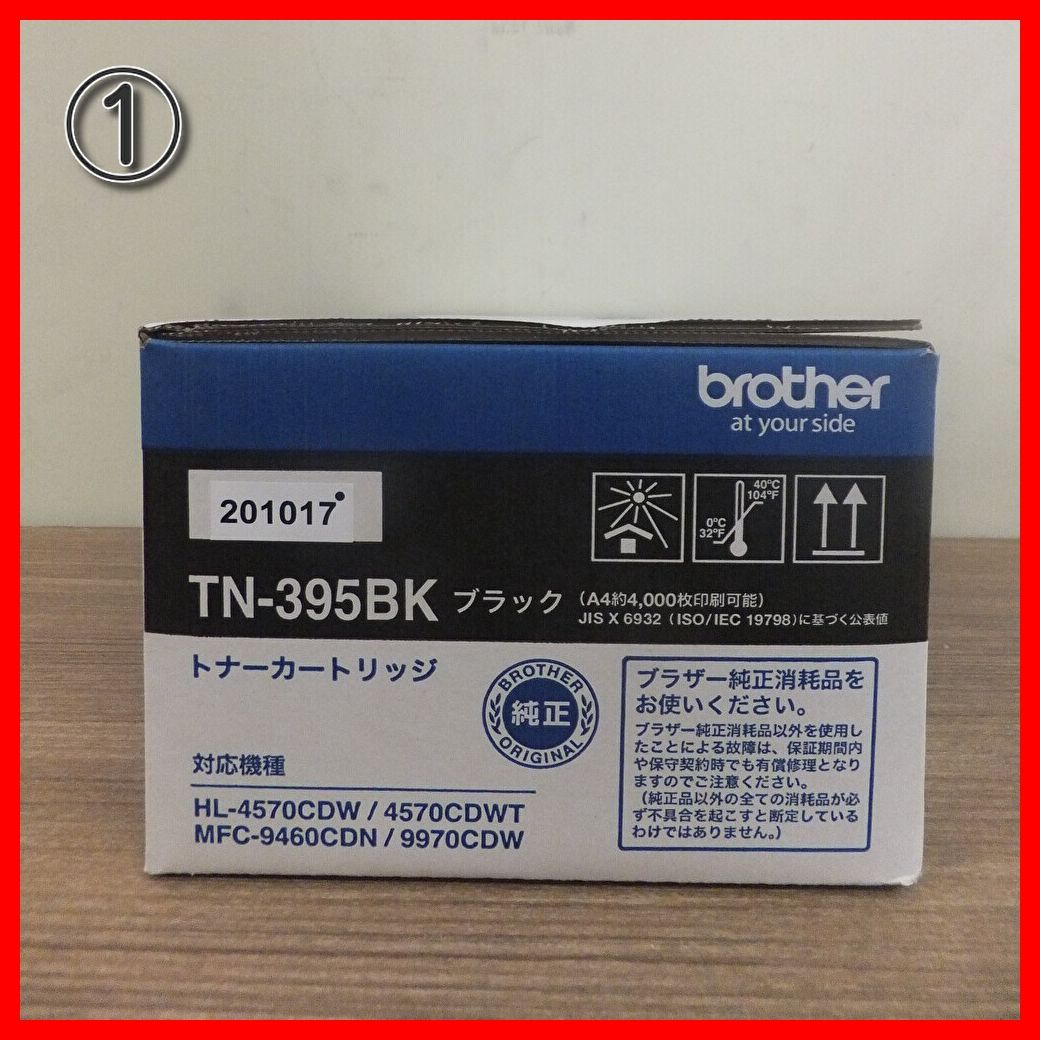 ①
brother
at your side
201017
40℃
104°F
0℃
32°F
TN-395BK ブラック (A4約4,000枚印刷可能)
JIS X 6932 (ISO/IEC 19798)に基づく公表値
トナーカートリッジ
BROTHER
純正
ORIGINAL
ブラザー純正消耗品を
お使いください。
ブラザー純正消耗品以外を使用し
たことによる故障は、保証期間内
や保守契約時でも有償修理となり
ますのでご注意ください。
(純正品以外の全ての消耗品が必
ず不具合を起こすと断定している
わけではありません。)
対応機種
HL-4570CDW / 4570CDWT
MFC-9460CDN / 9970CDW